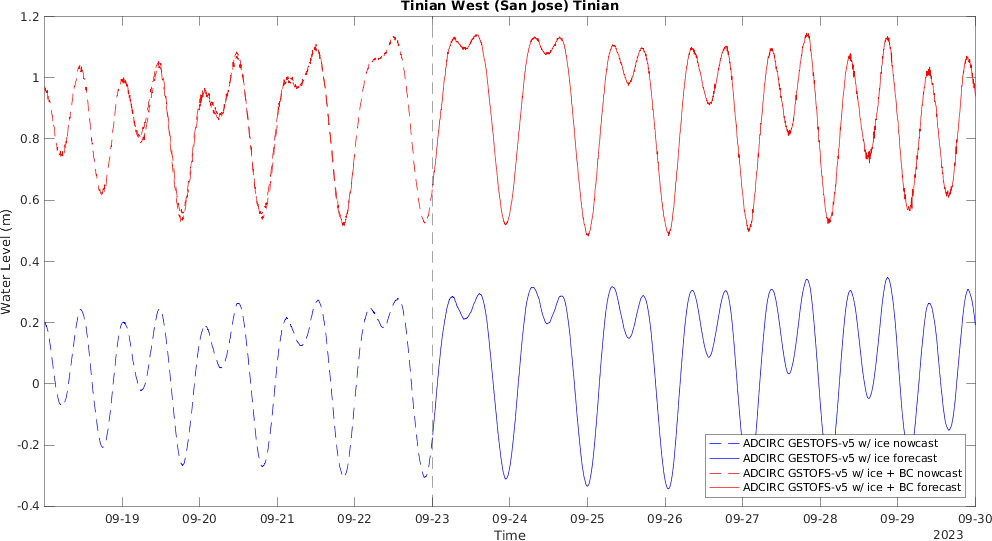 Tinian West (San Jose) Tinian
1.2
1
0.8
0.6
0.4
0.2
0
-0.2
-0.4
Water Level (m)
ADCIRC GESTOFS-v5 w/ ice nowcast
ADCIRC GESTOFS-v5 w/ ice forecast
ADCIRC GSTOFS-v5 w/ ice + BC nowcast
ADCIRC GSTOFS-v5 w/ ice + BC forecast
09-19 09-20 09-21 09-22 09-23 09-24 09-25 09-26 09-27 09-28 09-29 09-30
Time
2023